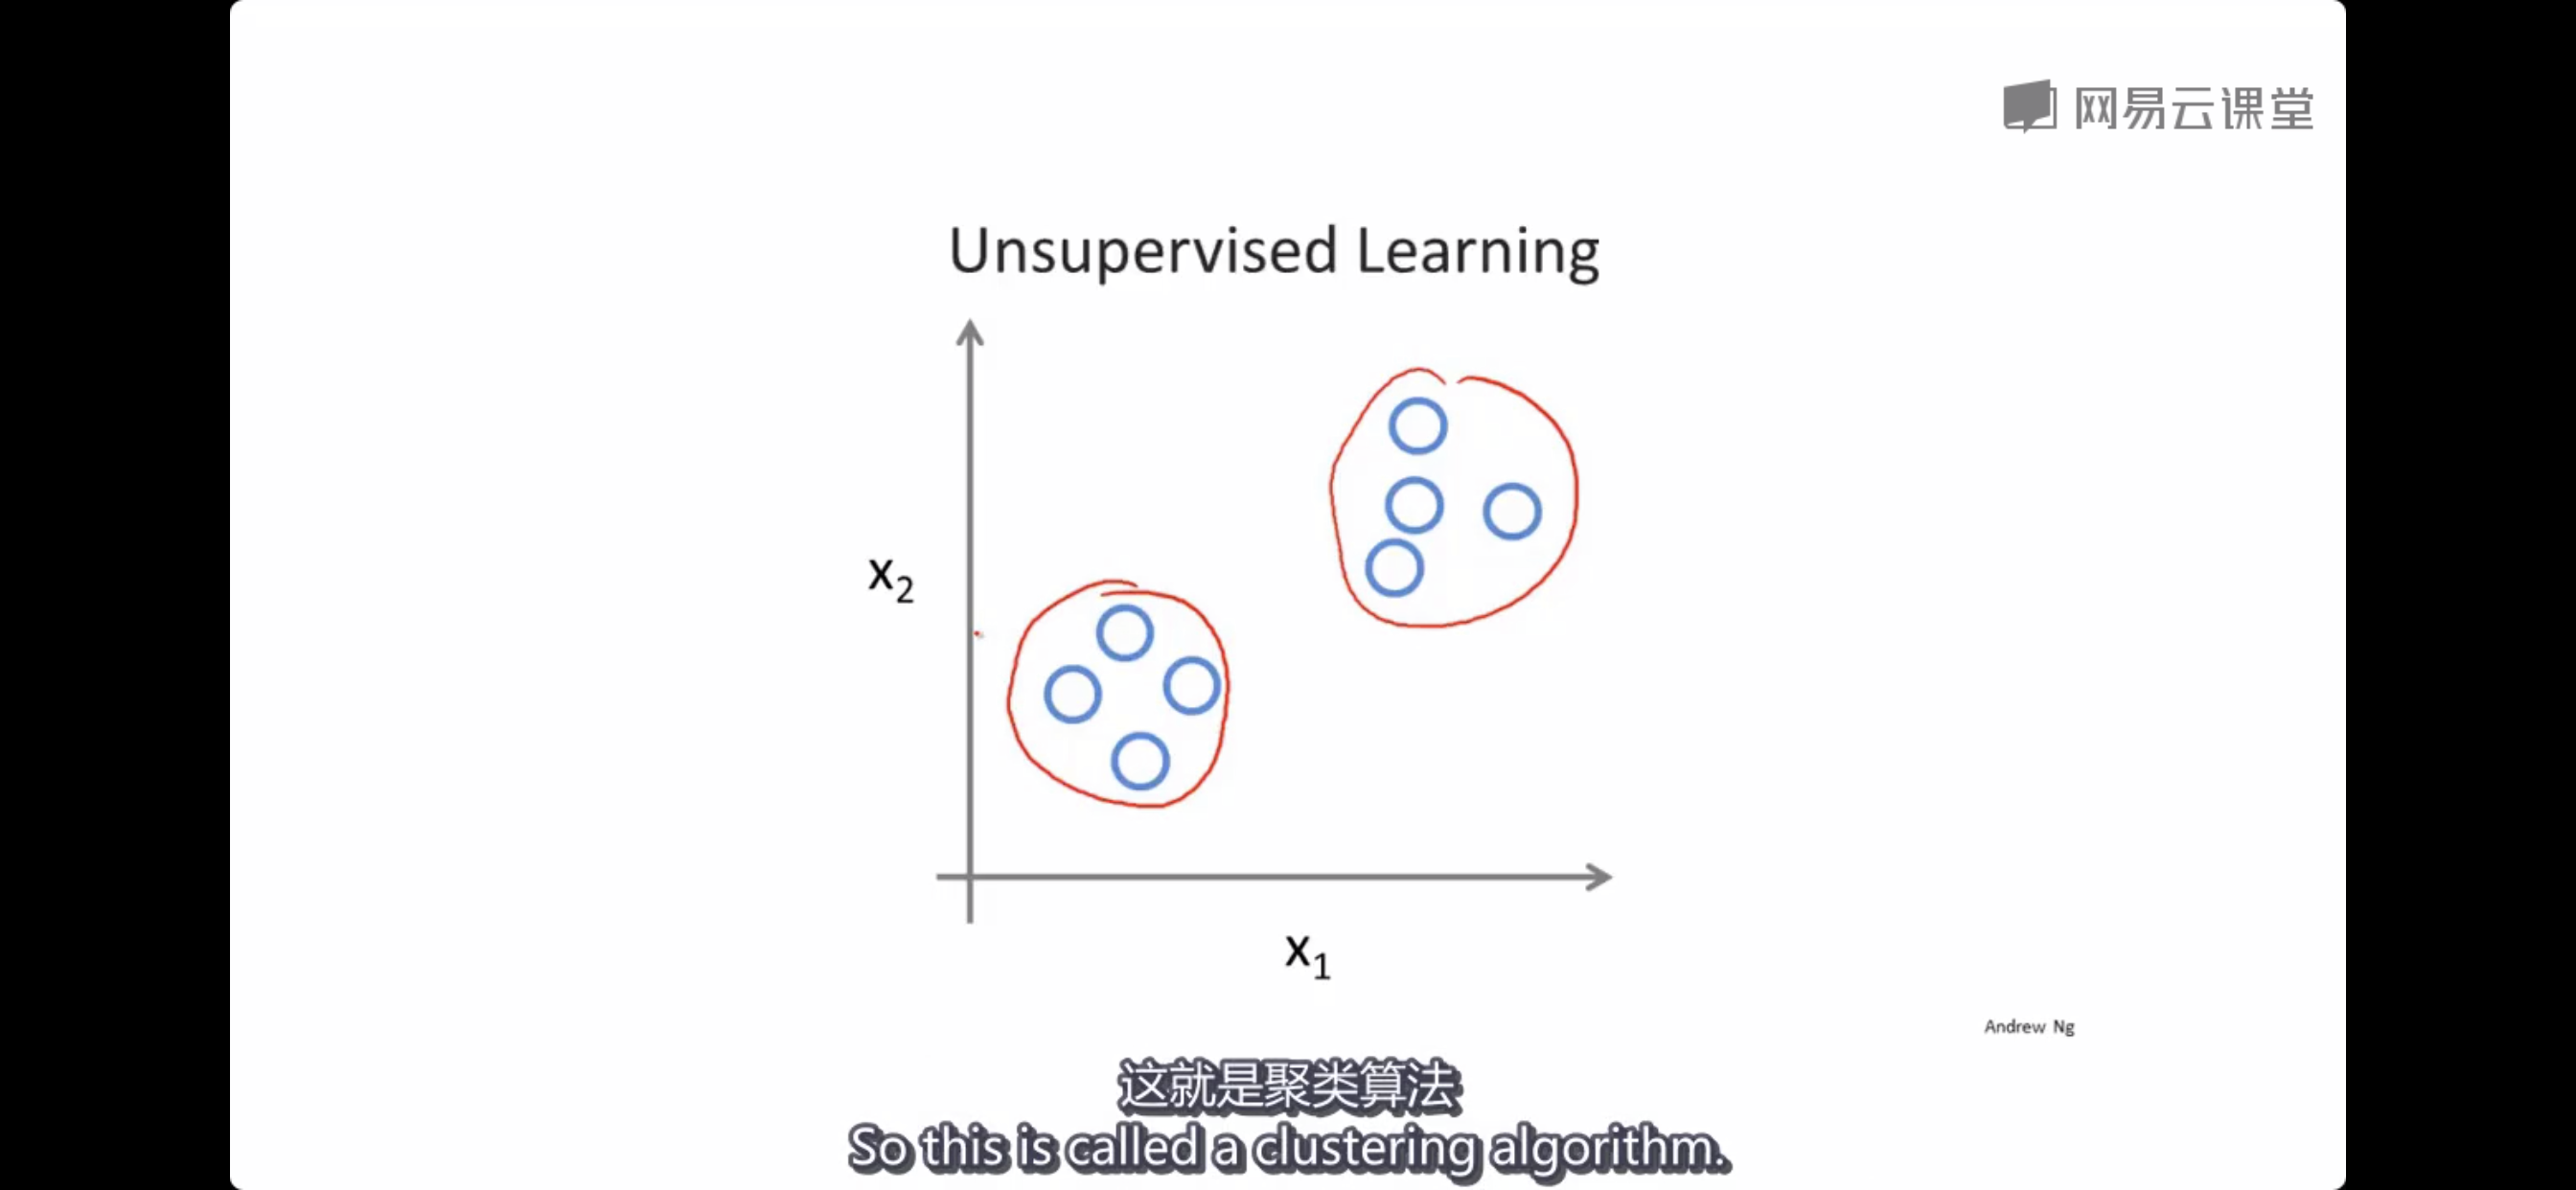 网易云课堂
Unsupervised Learning
x₂
x₁
Andrew Ng
这就是聚类算法
So this is called a clustering algorithm.